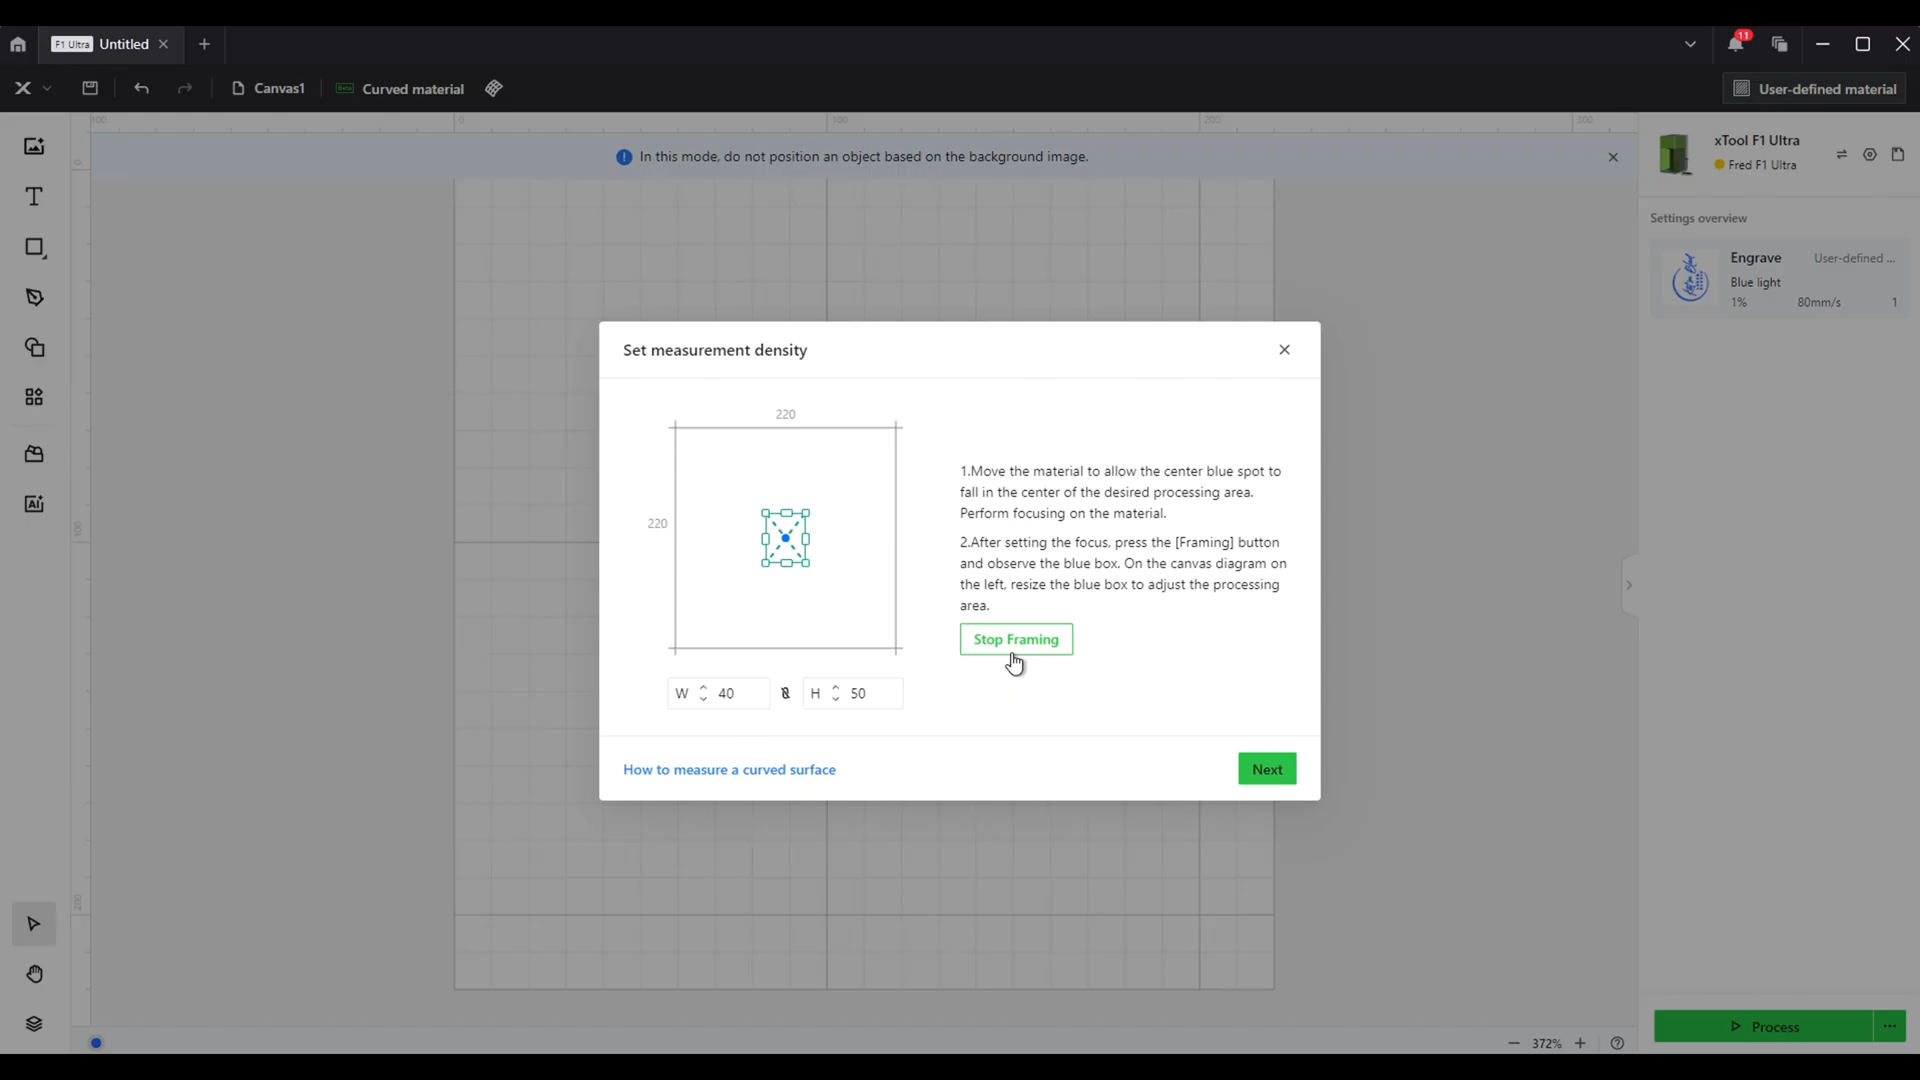 F1 Ultra Untitled
11
Canvas1
Beta Curved material
User-defined material
100 0 100 200 300
In this mode, do not position an object based on the background image.
xTool F1 Ultra
Fred F1 Ultra
Settings overview
Engrave User-defined ...
Blue light
1% 80mm/s 1
Set measurement density
220
220
1.Move the material to allow the center blue spot to
fall in the center of the desired processing area.
Perform focusing on the material.
2.After setting the focus, press the [Framing] button
and observe the blue box. On the canvas diagram on
the left, resize the blue box to adjust the processing
area.
Stop Framing
W 40 H 50
How to measure a curved surface
Next
0
100
200
T
AI
Process
372%